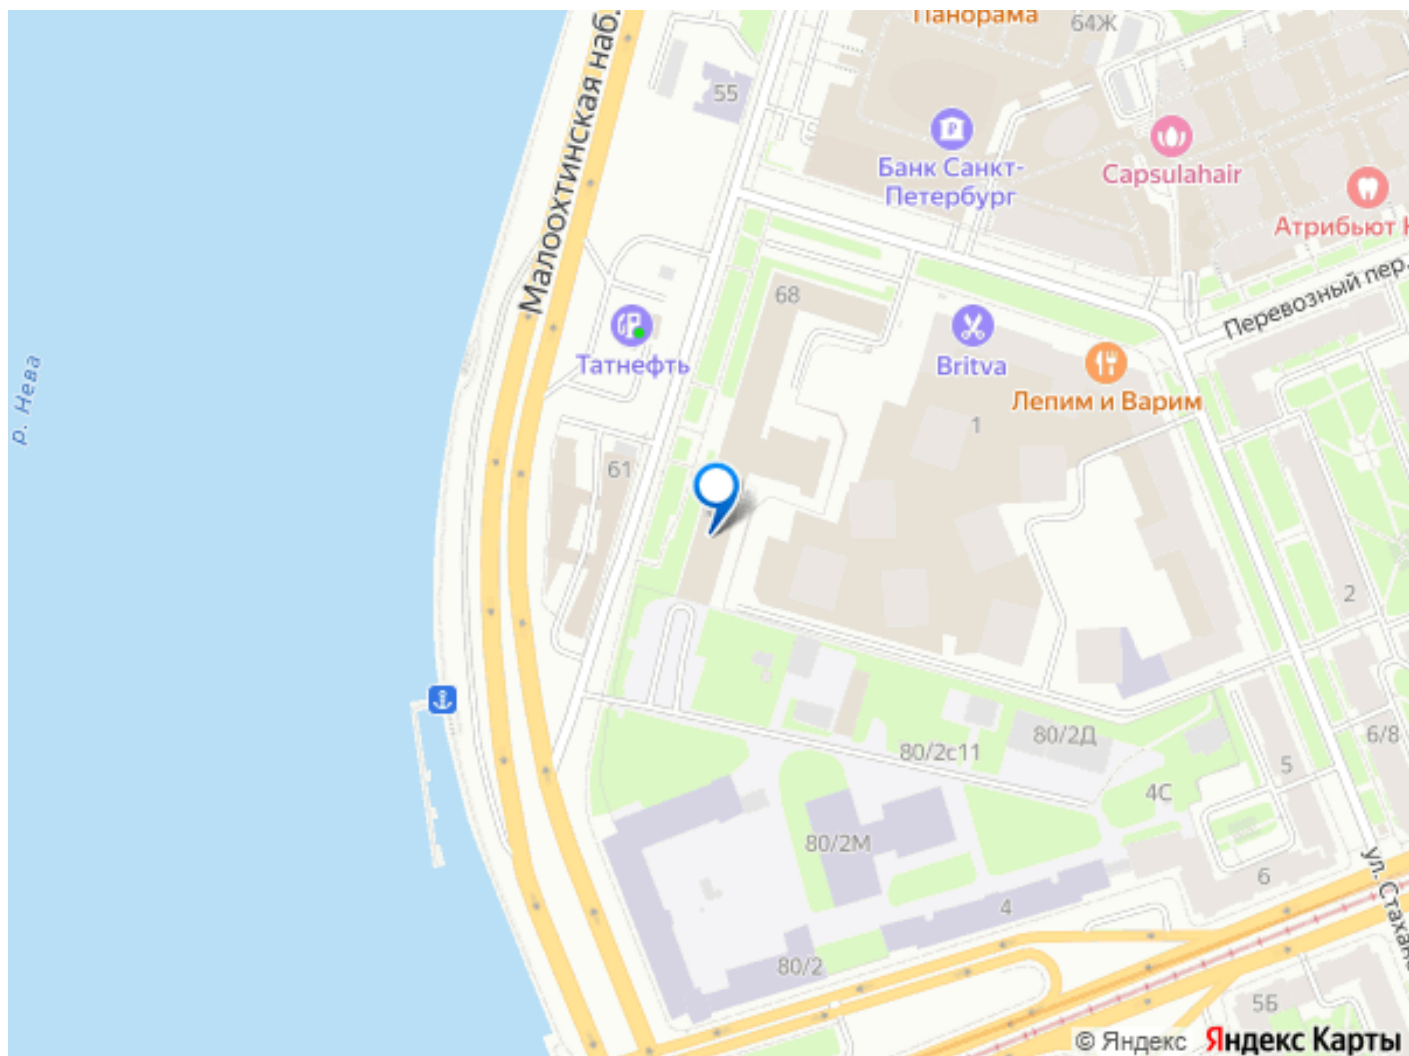 Панорама
64Ж
Малоохтинская наб.
55
Банк Санкт-
Петербург
Capsulahair
Атрибьют
Перевозный пер.
68
Татнефть
Britva
Лепим и Варим
1
р. Нева
61
2
80/2с11
80/2Д
6/8
5
4С
80/2М
6
4
ул. Стахано
80/2
5Б
© Яндекс Яндекс Карты